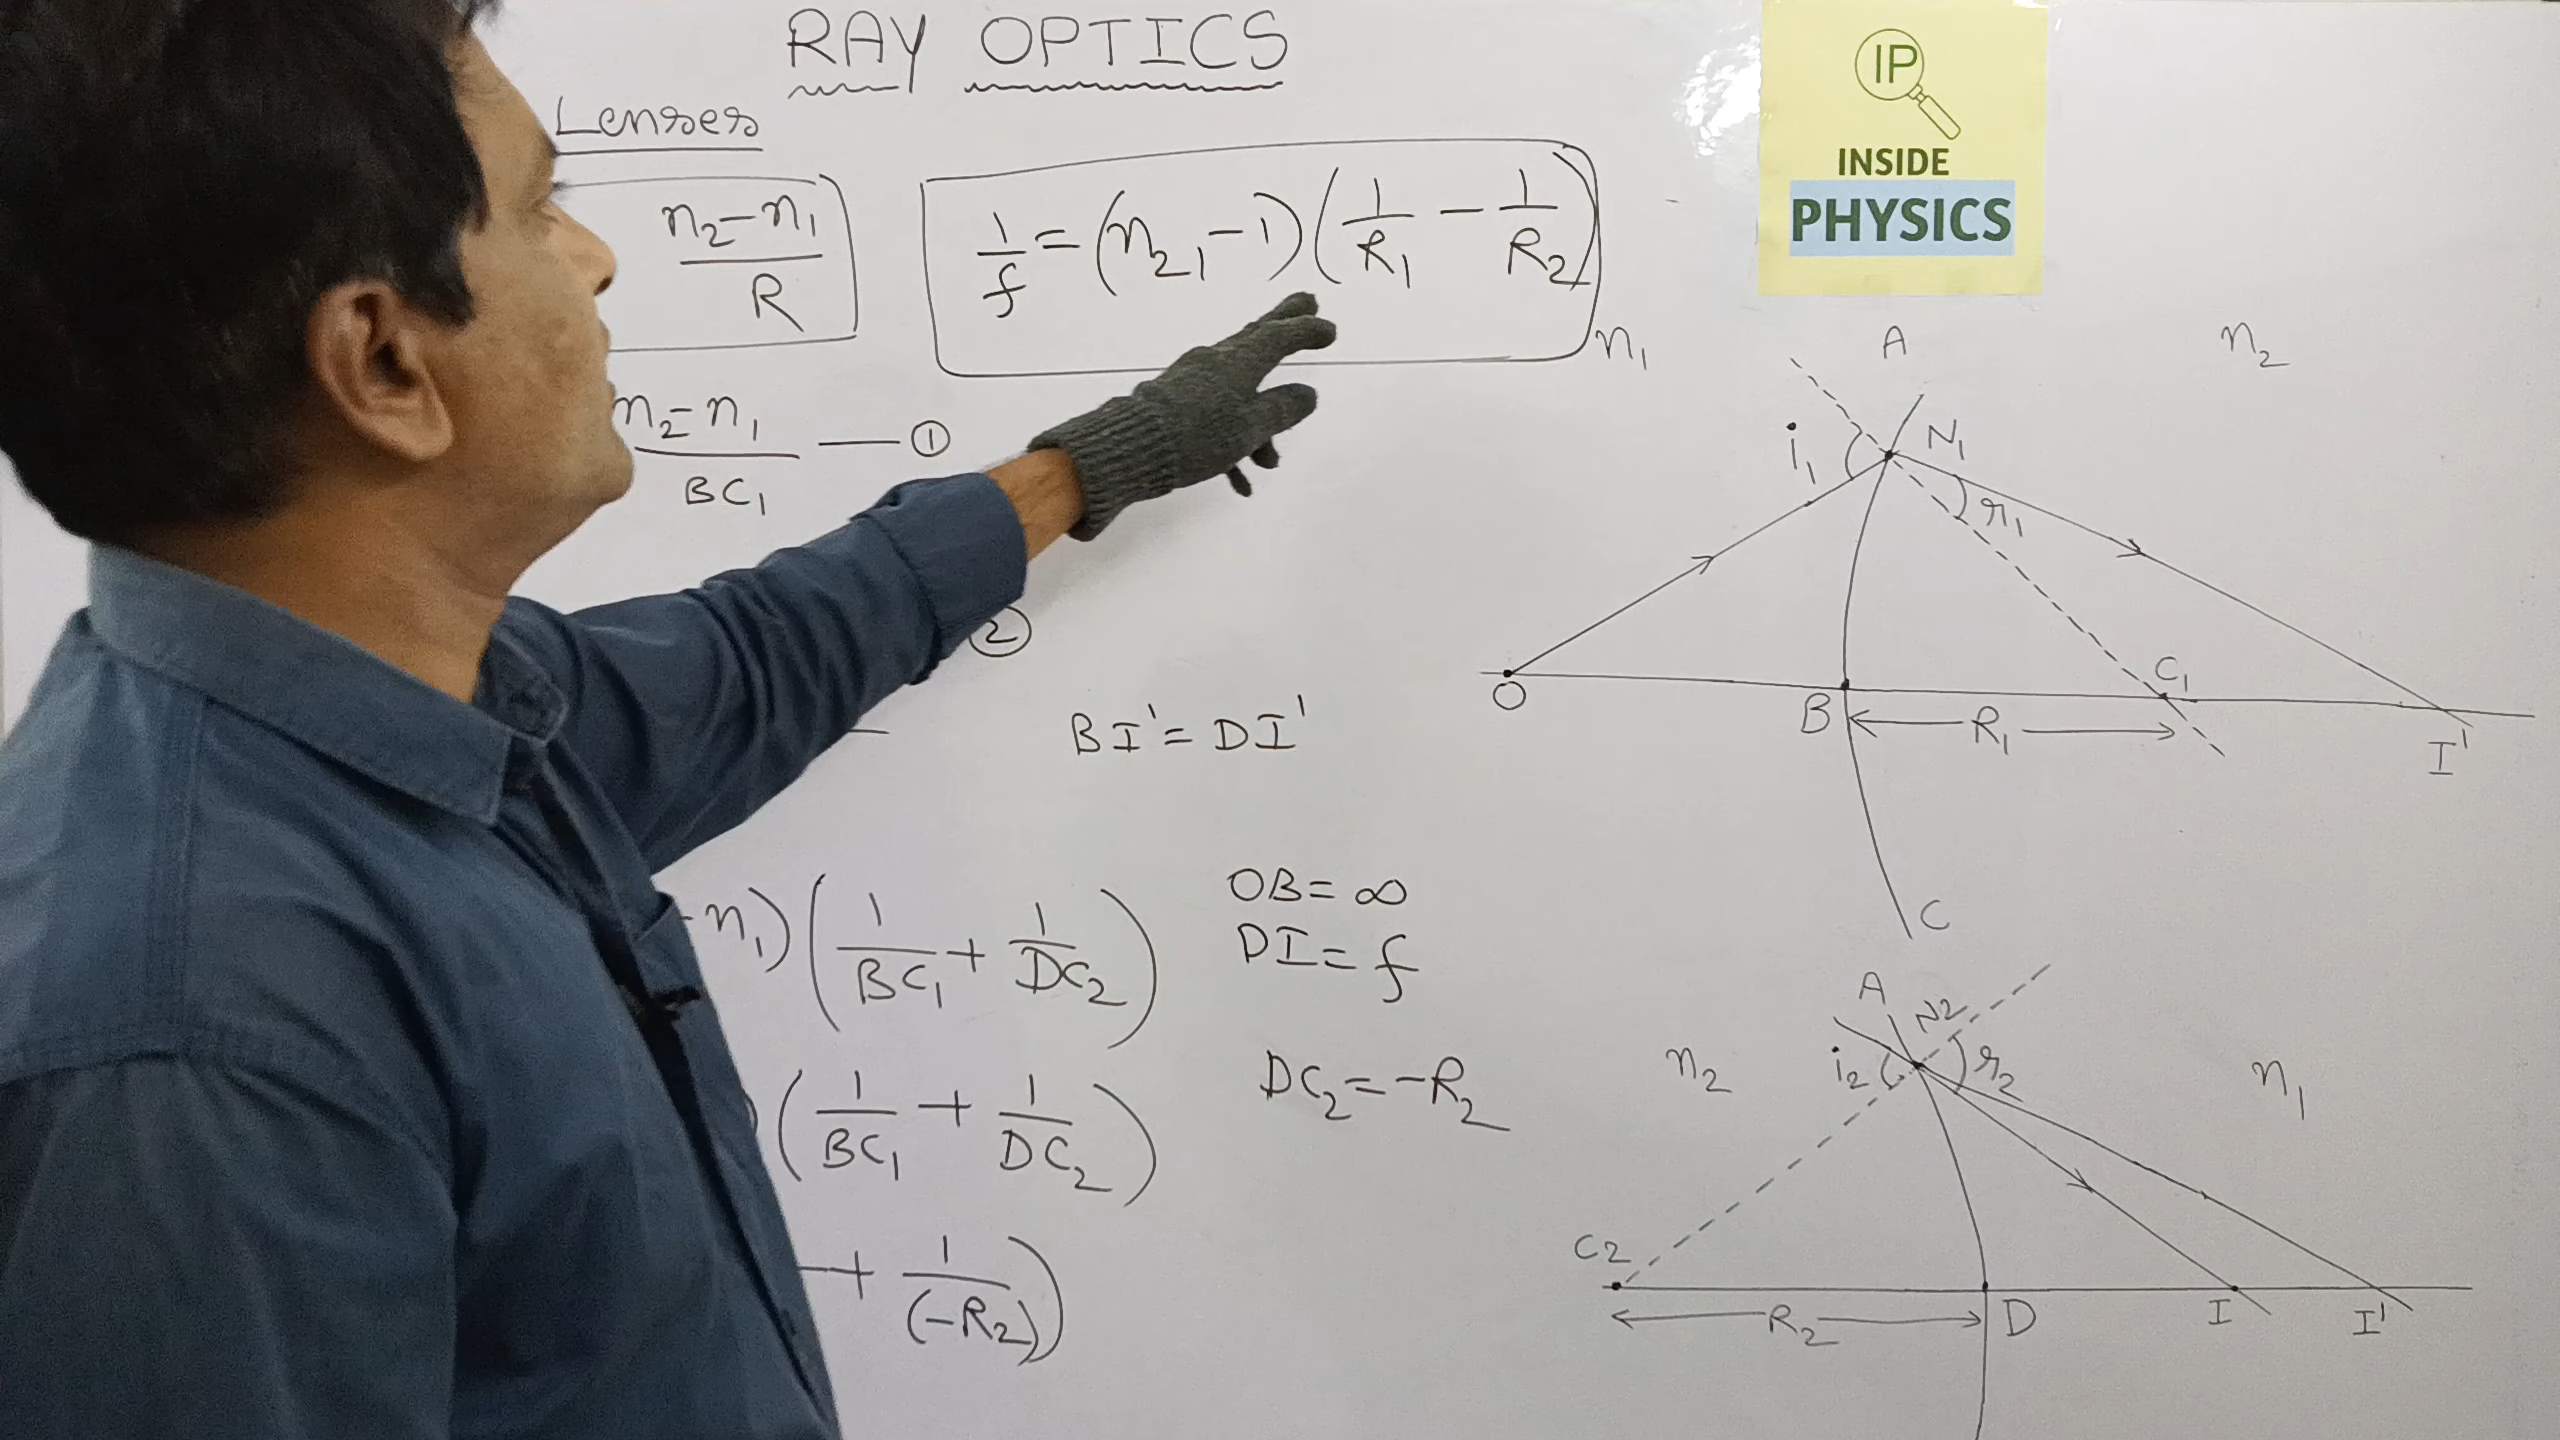 RAY OPTICS
Lenses
n₂-n₁/R
1/f = (n₂₁-1)(1/R₁ - 1/R₂)
n₂-n₁/BC₁ — ①
②
BI' = DI'
-n₁)(1/BC₁ + 1/DC₂)
OB = ∞
DI = f
(1/BC₁ + 1/DC₂)
DC₂ = -R₂
+ 1/(-R₂))
IP
INSIDE
PHYSICS
n₁ A n₂
i₁ N₁
r₁
O B R₁ C₁ I'
C
A N₂
n₂ i₂ r₂ n₁
C₂
R₂ D I I'